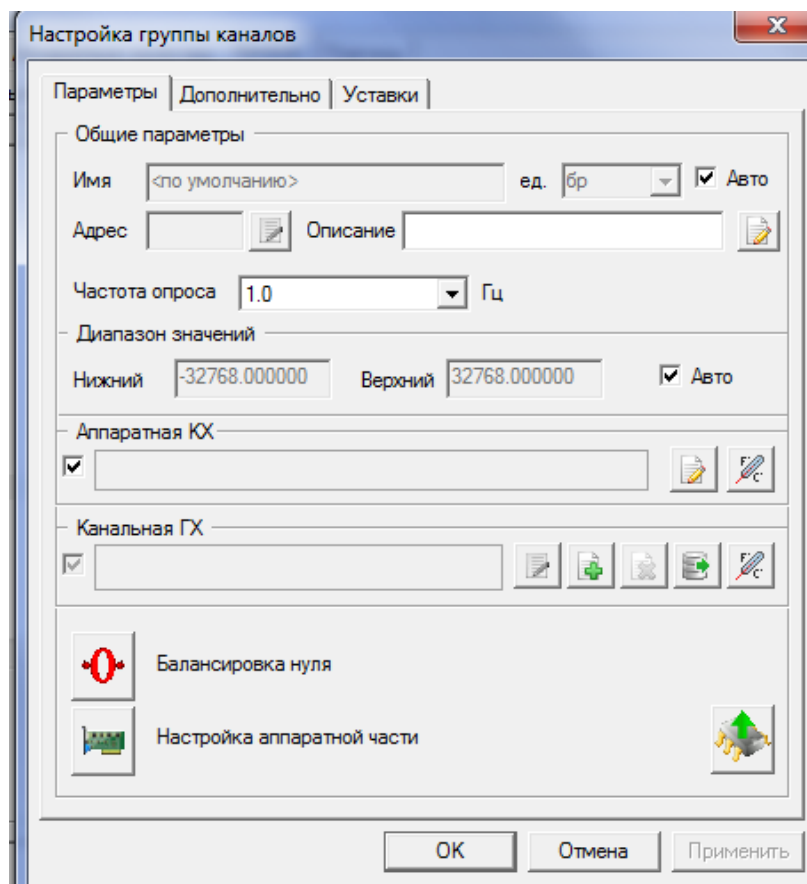 Настройка группы каналов
Параметры Дополнительно Уставки
Общие параметры
Имя <по умолчанию> ед. бр Авто
Адрес Описание
Частота опроса 1.0 Гц
Диапазон значений
Нижний -32768.000000 Верхний 32768.000000 Авто
Аппаратная КХ
Канальная ГХ
Балансировка нуля
Настройка аппаратной части
OK Отмена Применить